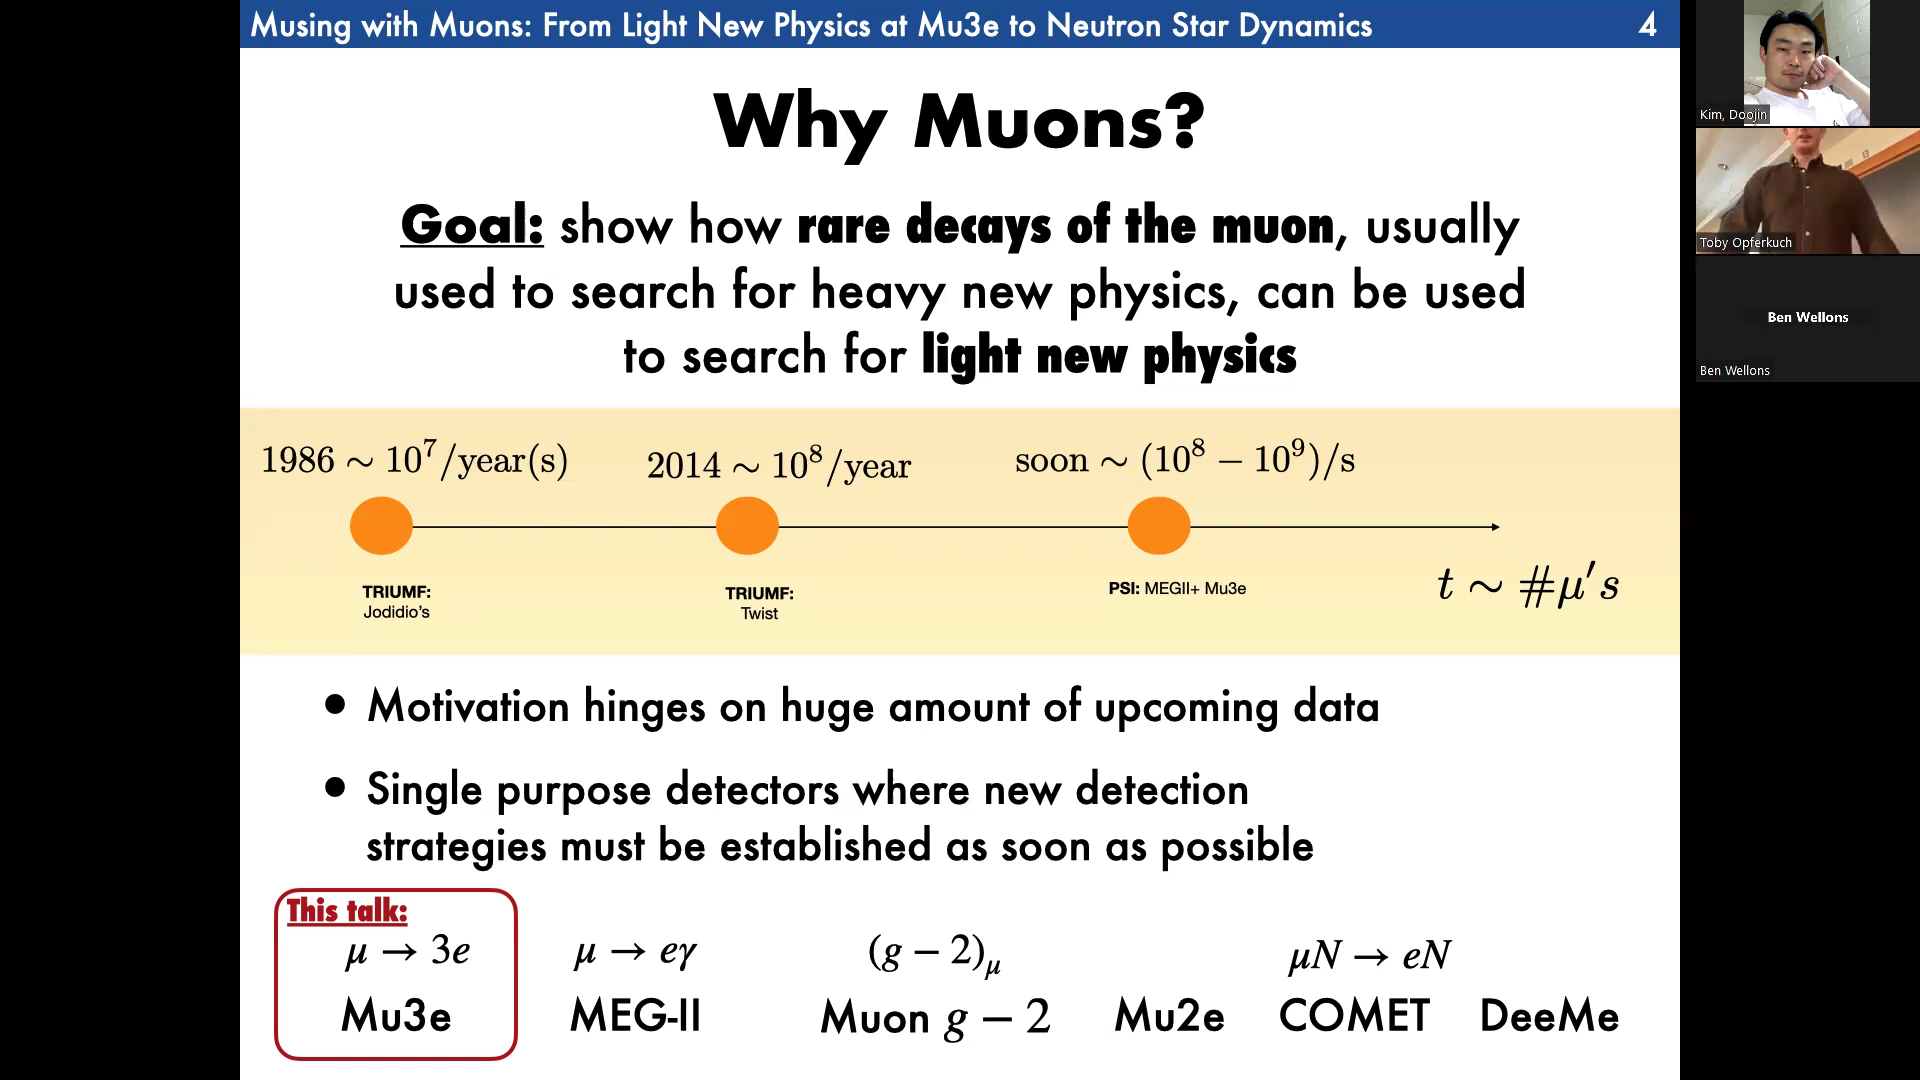 Musing with Muons: From Light New Physics at Mu3e to Neutron Star Dynamics 4
Why Muons?
Goal: show how rare decays of the muon, usually
used to search for heavy new physics, can be used
to search for light new physics
1986 ∼ 10⁷/year(s) 2014 ∼ 10⁸/year soon ∼ (10⁸ − 10⁹)/s
TRIUMF: TRIUMF: PSI: MEGII+ Mu3e
Jodidio's Twist
t ∼ #μ′s
• Motivation hinges on huge amount of upcoming data
• Single purpose detectors where new detection
strategies must be established as soon as possible
This talk:
μ → 3e μ → eγ (g − 2)μ μN → eN
Mu3e MEG-II Muon g − 2 Mu2e COMET DeeMe
Kim, Doojin
Toby Opferkuch
Ben Wellons
Ben Wellons